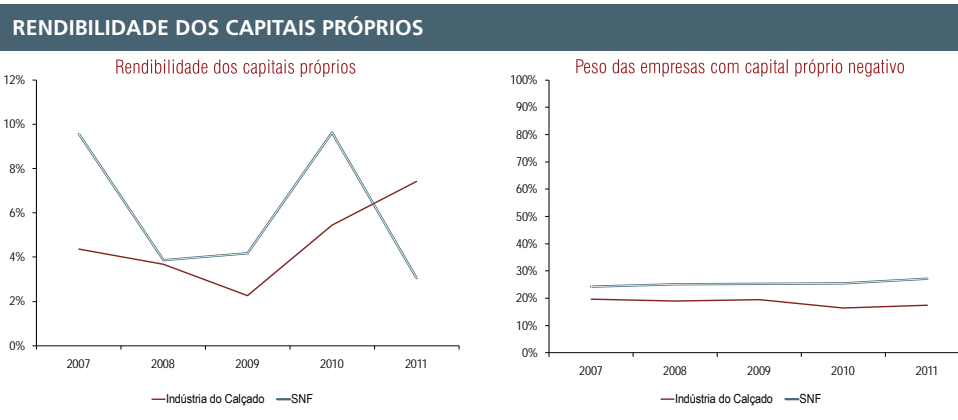 RENDIBILIDADE DOS CAPITAIS PRÓPRIOS
Rendibilidade dos capitais próprios
12%
10%
8%
6%
4%
2%
0%
2007 2008 2009 2010 2011
Indústria do Calçado SNF
Peso das empresas com capital próprio negativo
100%
90%
80%
70%
60%
50%
40%
30%
20%
10%
0%
2007 2008 2009 2010 2011
Indústria do Calçado SNF